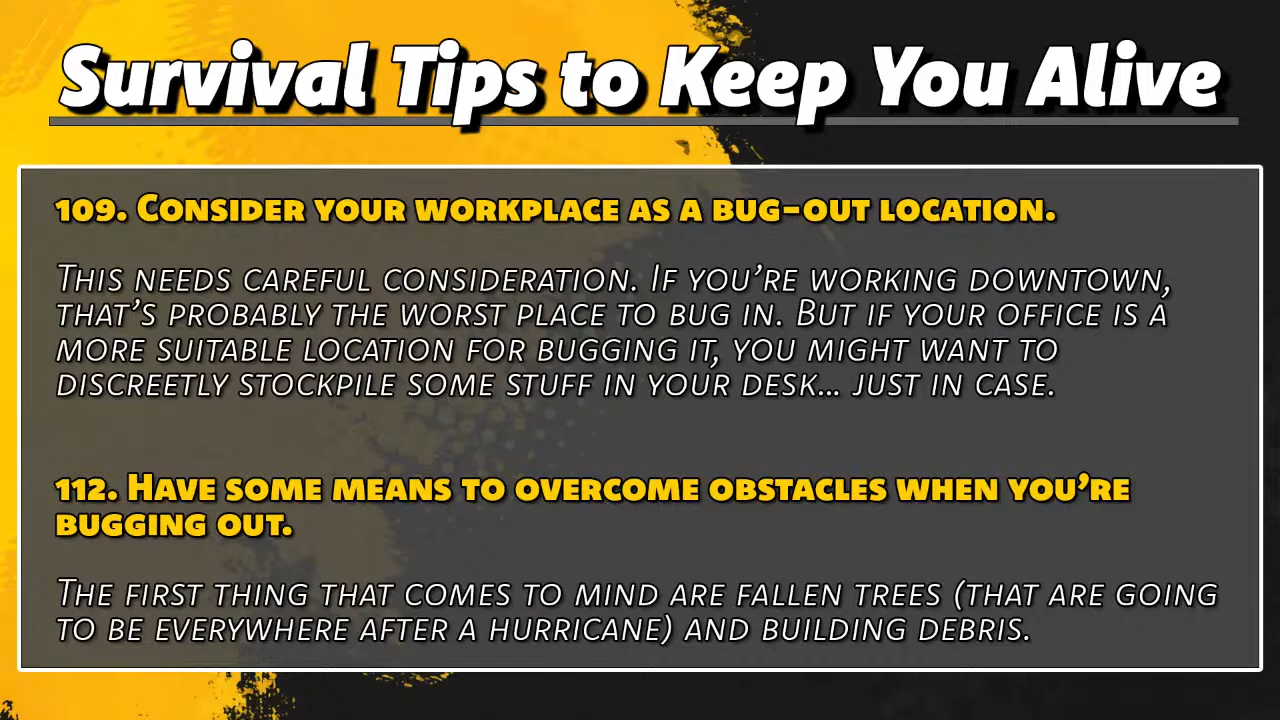 Survival Tips to Keep You Alive
109. Consider your workplace as a bug-out location.
This needs careful consideration. If you're working downtown,
that's probably the worst place to bug in. But if your office is a
more suitable location for bugging it, you might want to
discreetly stockpile some stuff in your desk... just in case.
112. Have some means to overcome obstacles when you're
bugging out.
The first thing that comes to mind are fallen trees (that are going
to be everywhere after a hurricane) and building debris.